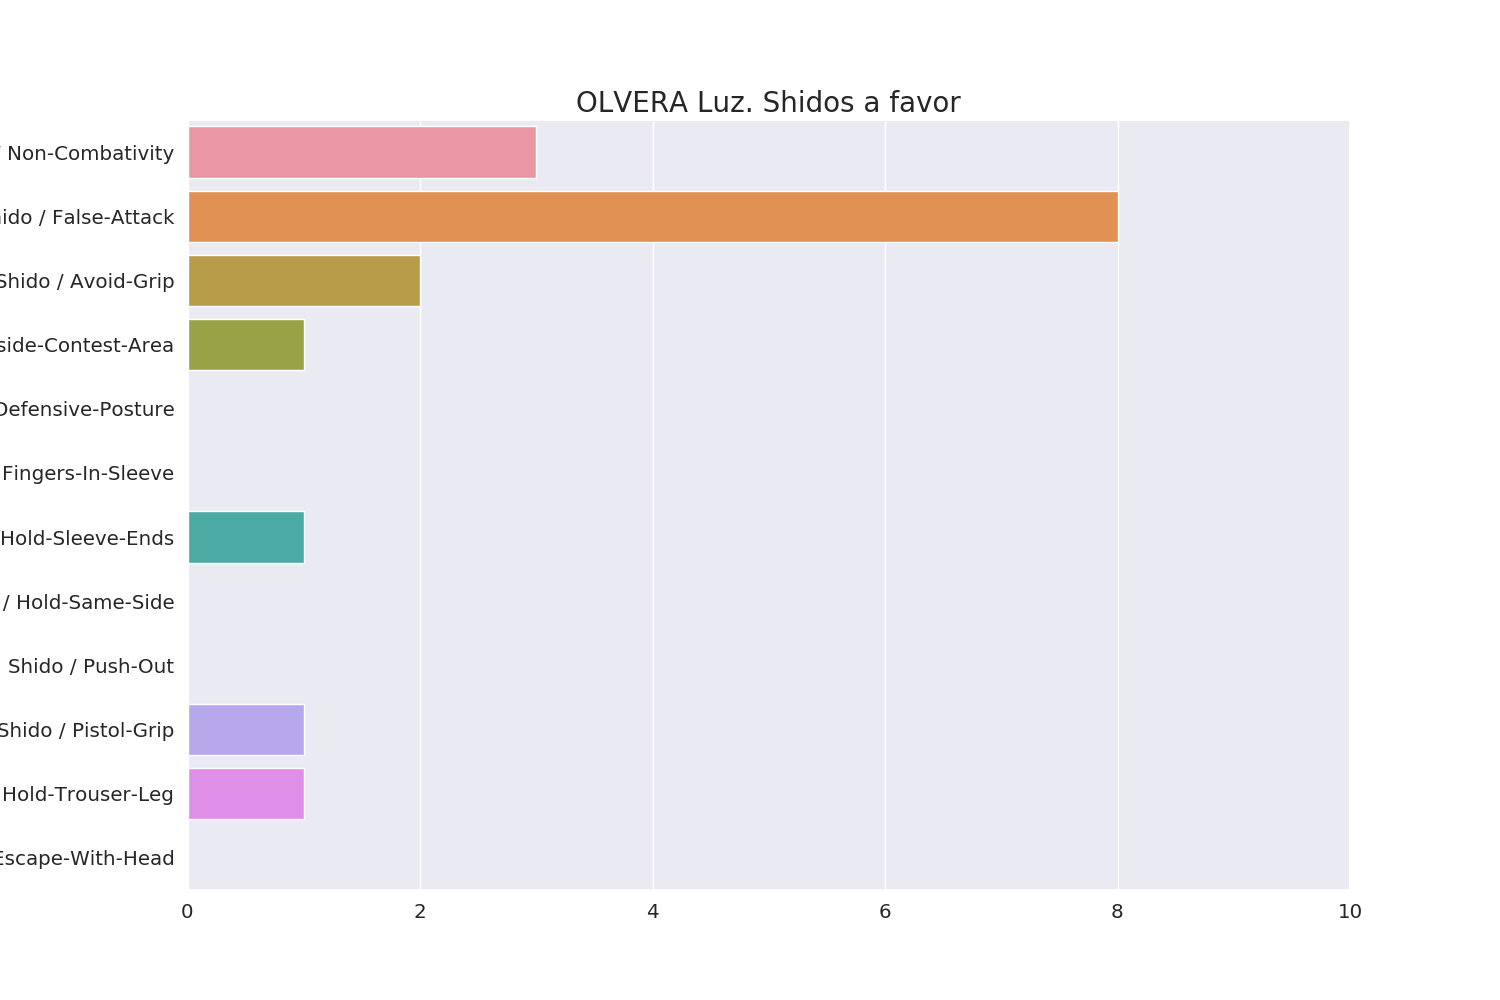 OLVERA Luz. Shidos a favor
/ Non-Combativity
ido / False-Attack
Shido / Avoid-Grip
side-Contest-Area
Defensive-Posture
Fingers-In-Sleeve
Hold-Sleeve-Ends
/ Hold-Same-Side
Shido / Push-Out
Shido / Pistol-Grip
Hold-Trouser-Leg
Escape-With-Head
0 2 4 6 8 10